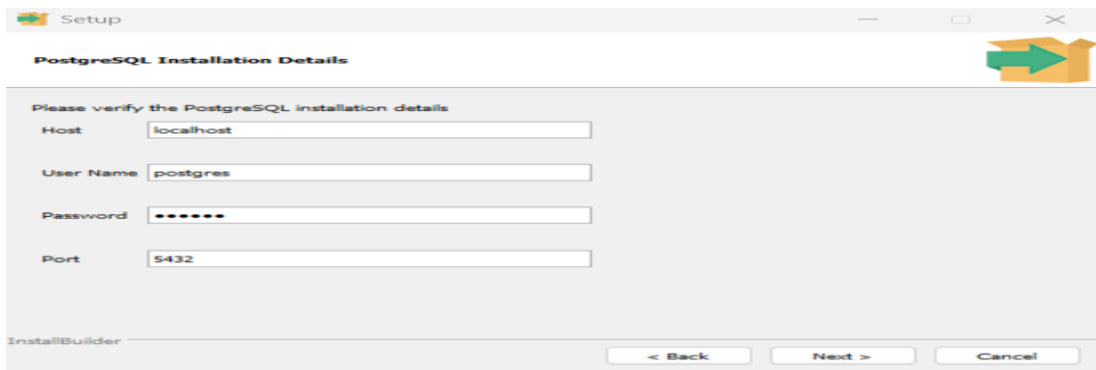 Setup
PostgreSQL Installation Details
Please verify the PostgreSQL installation details
Host localhost
User Name postgres
Password ••••••
Port 5432
InstallBuilder
< Back Next > Cancel